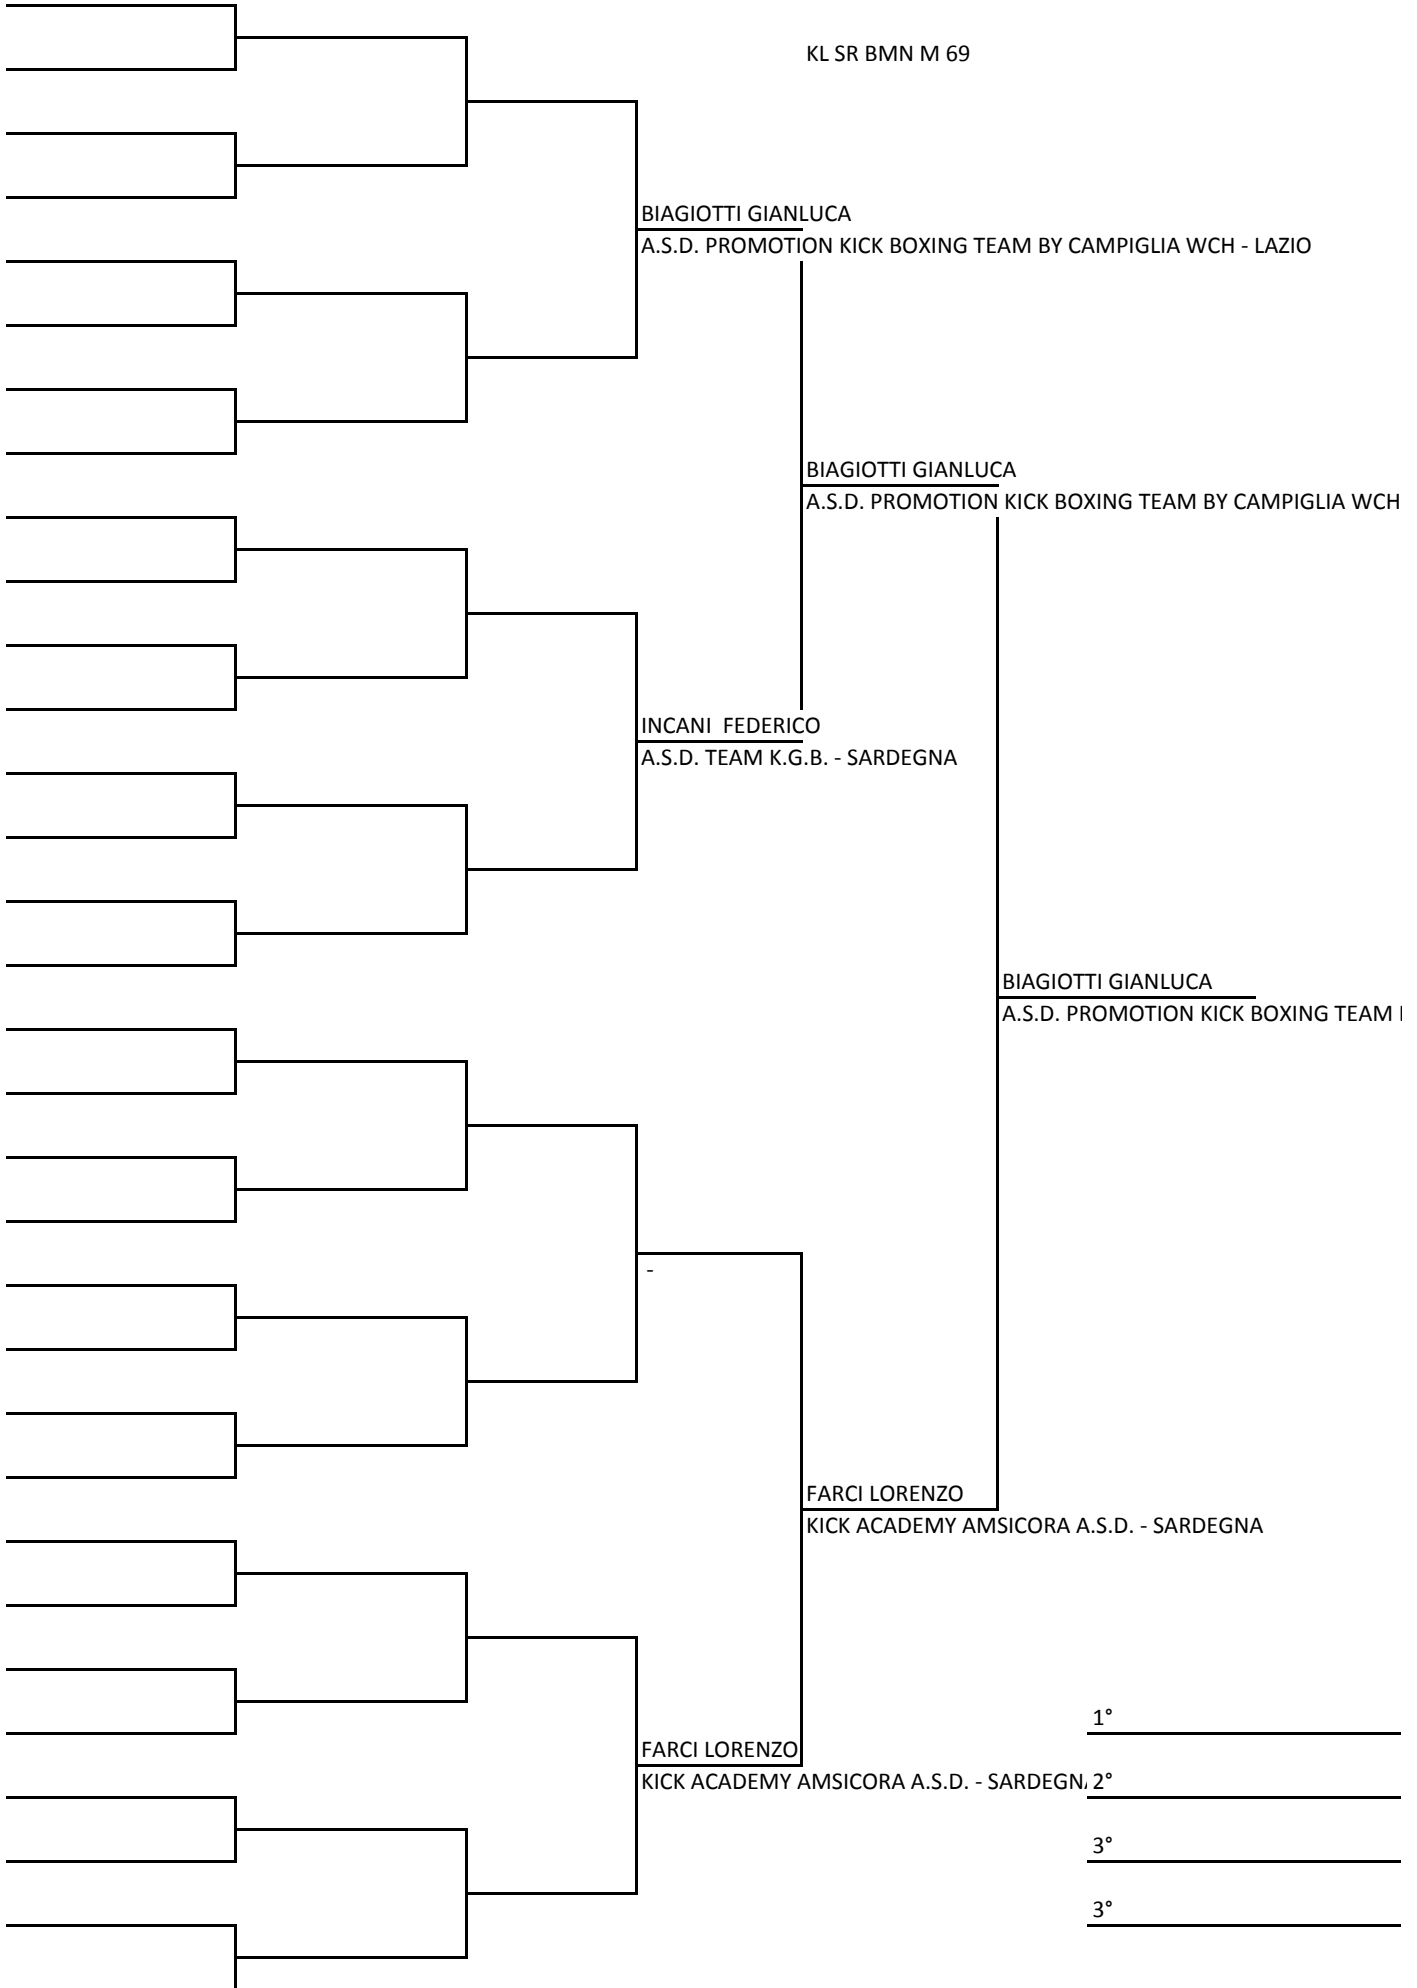 KL SR BMN M 69
BIAGIOTTI GIANLUCA
A.S.D. PROMOTION KICK BOXING TEAM BY CAMPIGLIA WCH - LAZIO
BIAGIOTTI GIANLUCA
A.S.D. PROMOTION KICK BOXING TEAM BY CAMPIGLIA WCH
INCANI  FEDERICO
A.S.D. TEAM K.G.B. - SARDEGNA
BIAGIOTTI GIANLUCA
A.S.D. PROMOTION KICK BOXING TEAM
-
FARCI LORENZO
KICK ACADEMY AMSICORA A.S.D. - SARDEGNA
1°
FARCI LORENZO
KICK ACADEMY AMSICORA A.S.D. - SARDEGNA 2°
3°
3°